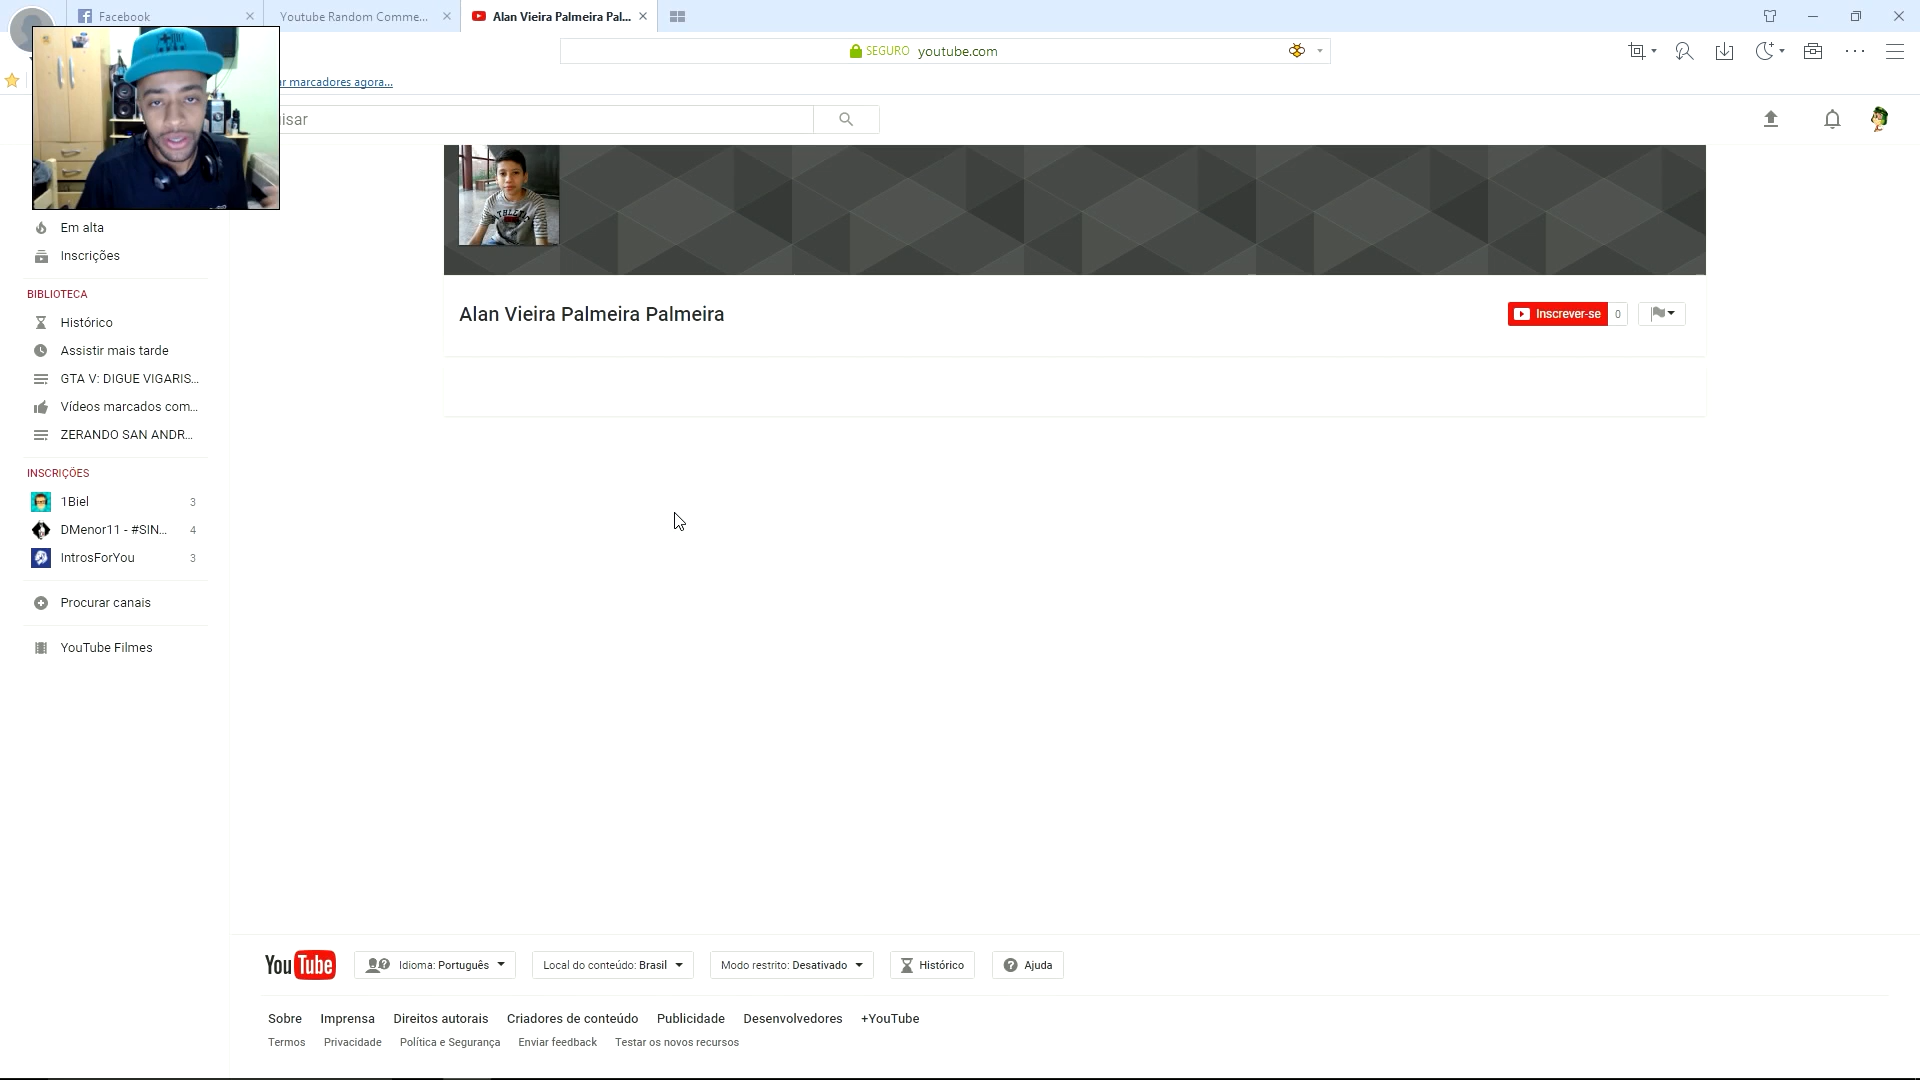 Facebook
Youtube Random Comme...
Alan Vieira Palmeira Pal...
SEGURO youtube.com
r marcadores agora...
isar
Em alta
Inscrições
BIBLIOTECA
Histórico
Assistir mais tarde
GTA V: DIGUE VIGARIS...
Vídeos marcados com...
ZERANDO SAN ANDR...
INSCRIÇÕES
1Biel 3
DMenor11 - #SIN... 4
IntrosForYou 3
Procurar canais
YouTube Filmes
Alan Vieira Palmeira Palmeira
Inscrever-se 0
YouTube
Idioma: Português
Local do conteúdo: Brasil
Modo restrito: Desativado
Histórico
Ajuda
Sobre Imprensa Direitos autorais Criadores de conteúdo Publicidade Desenvolvedores +YouTube
Termos Privacidade Política e Segurança Enviar feedback Testar os novos recursos